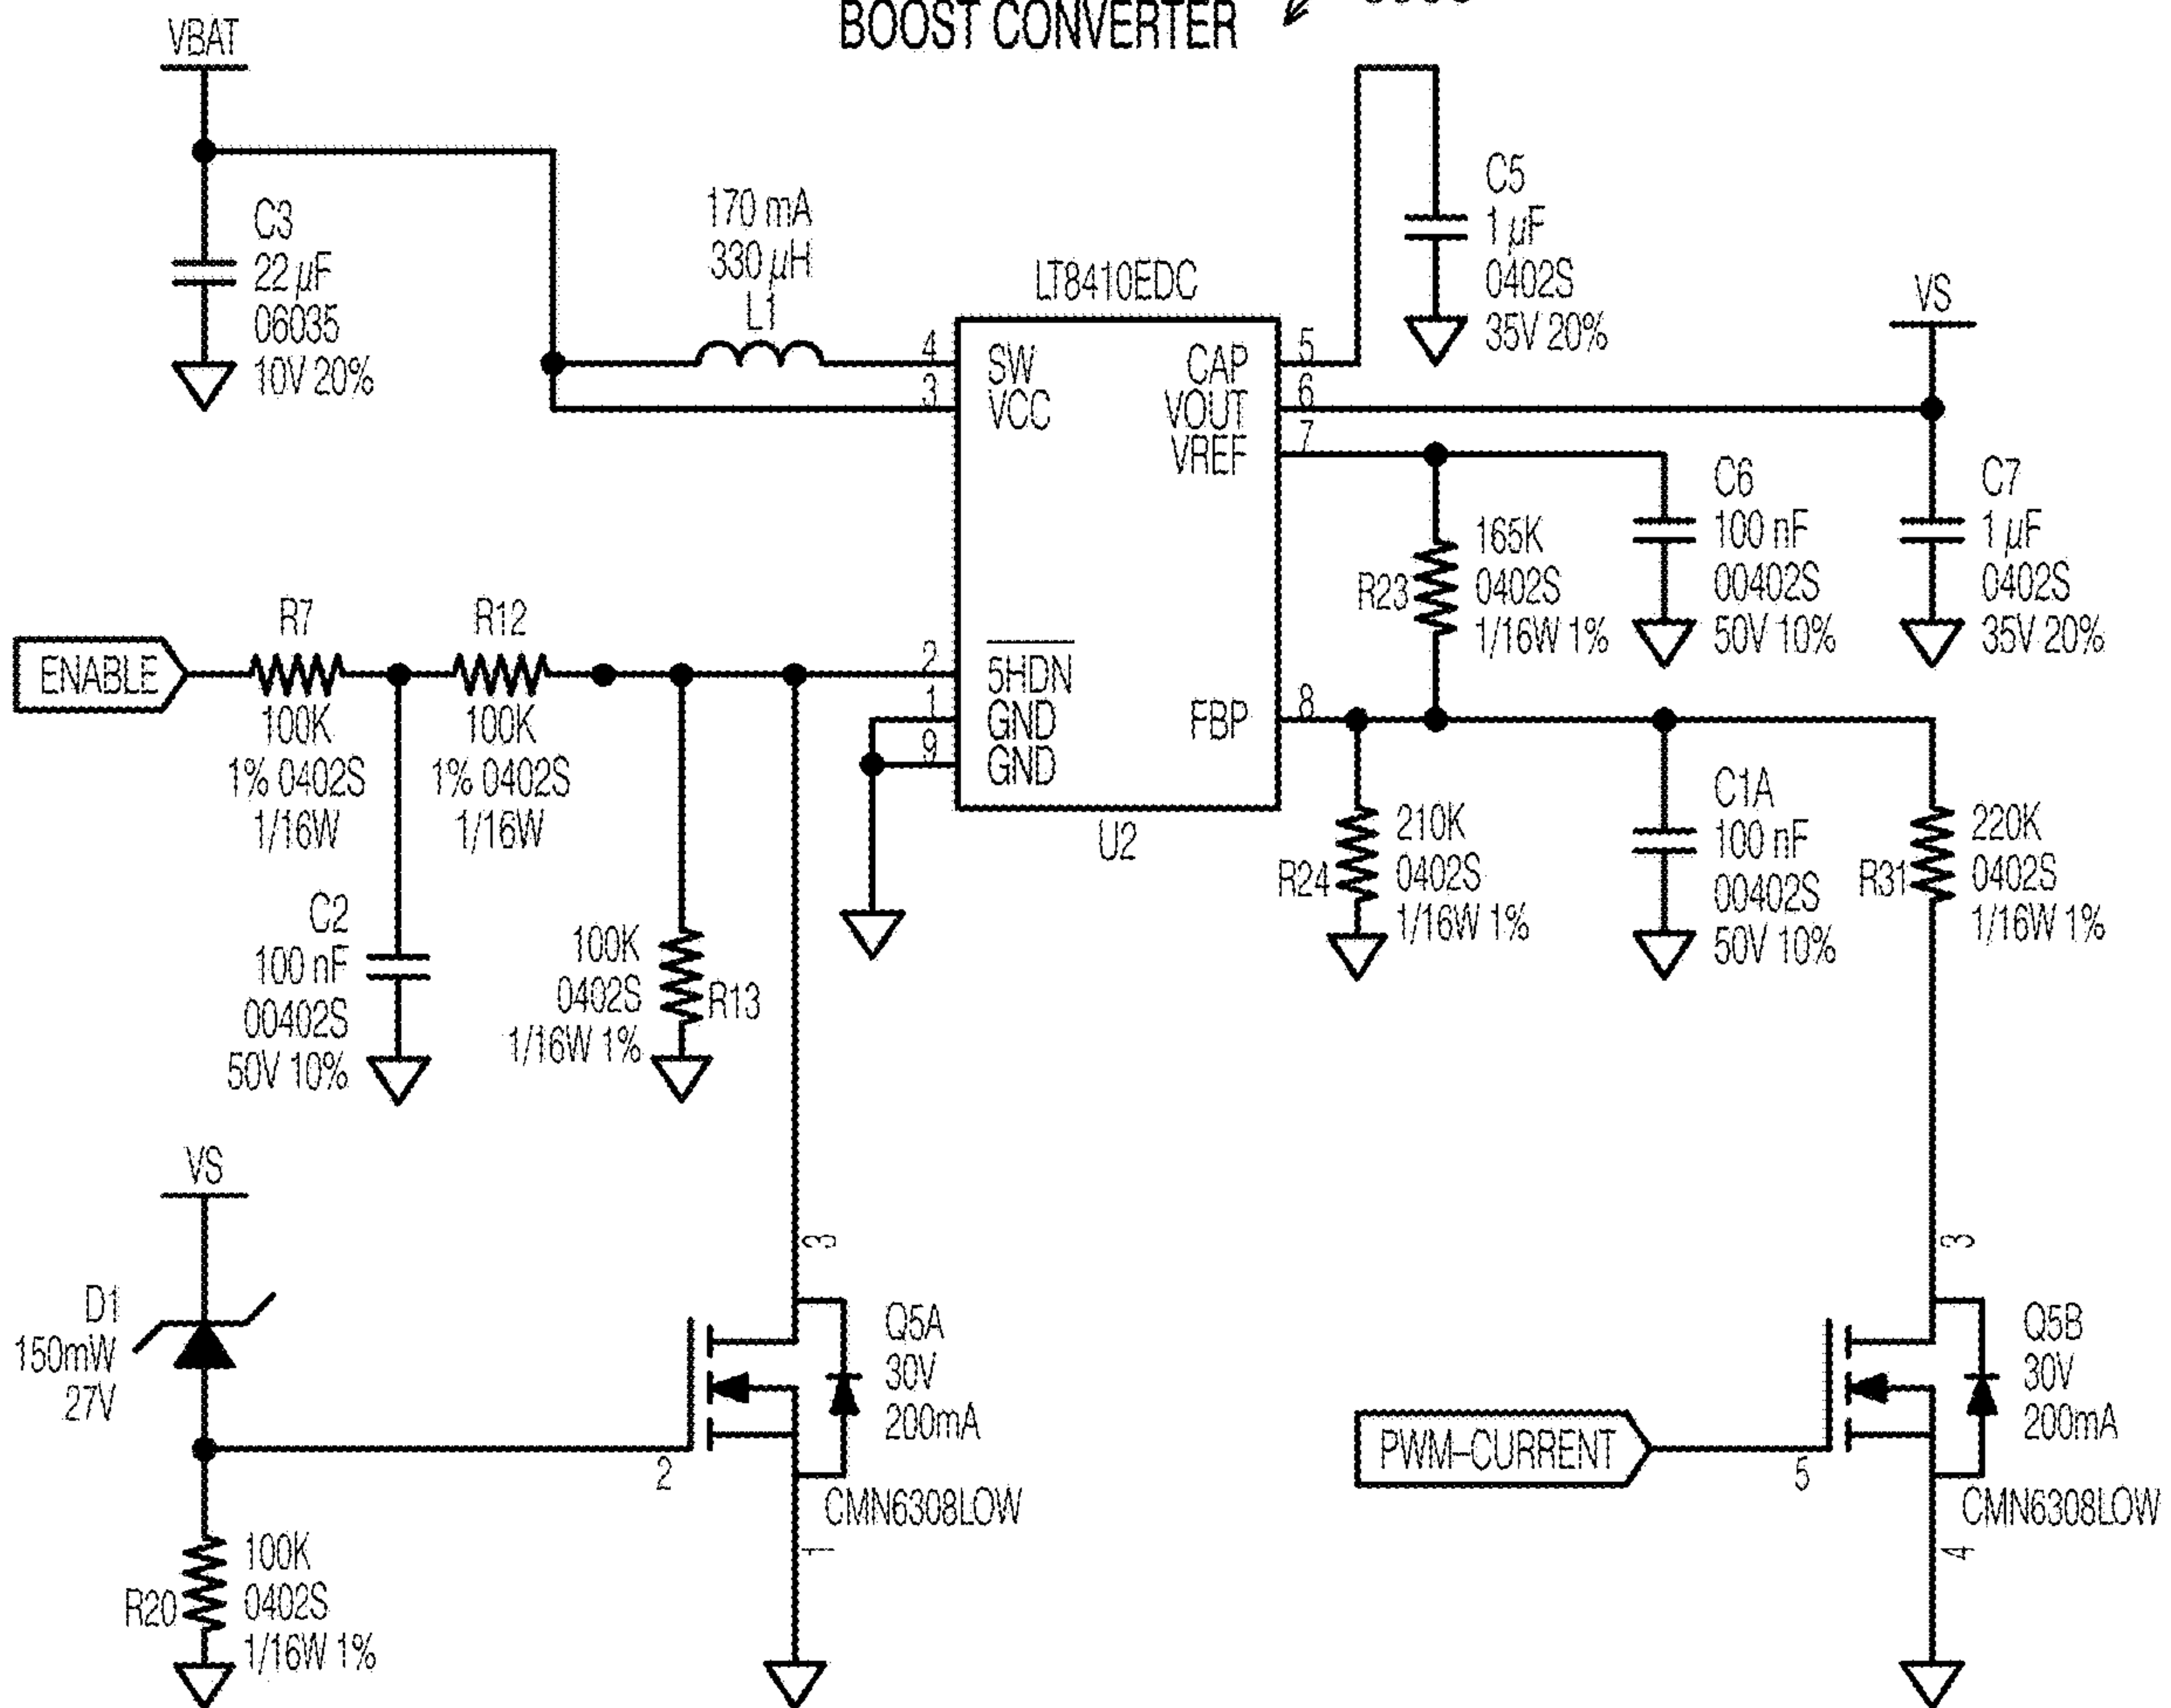 BOOST CONVERTER
VBAT
C3
22 µF
06035
10V 20%
170 mA
330 µH
L1
LT8410EDC
C5
1 µF
0402S
35V 20%
VS
4
SW
3
VCC
CAP
5
VOUT
6
VREF
7
2
5HDN
1
GND
9
GND
FBP
8
U2
R23
165K
0402S
1/16W 1%
C6
100 nF
00402S
50V 10%
C7
1 µF
0402S
35V 20%
ENABLE
R7
100K
1% 0402S
1/16W
R12
100K
1% 0402S
1/16W
C2
100 nF
00402S
50V 10%
100K
0402S
1/16W 1%
R13
R24
210K
0402S
1/16W 1%
C1A
100 nF
00402S
50V 10%
R31
220K
0402S
1/16W 1%
VS
D1
150mW
27V
R20
100K
0402S
1/16W 1%
2
3
Q5A
30V
200mA
CMN6308LOW
1
PWM–CURRENT
5
3
Q5B
30V
200mA
CMN6308LOW
4